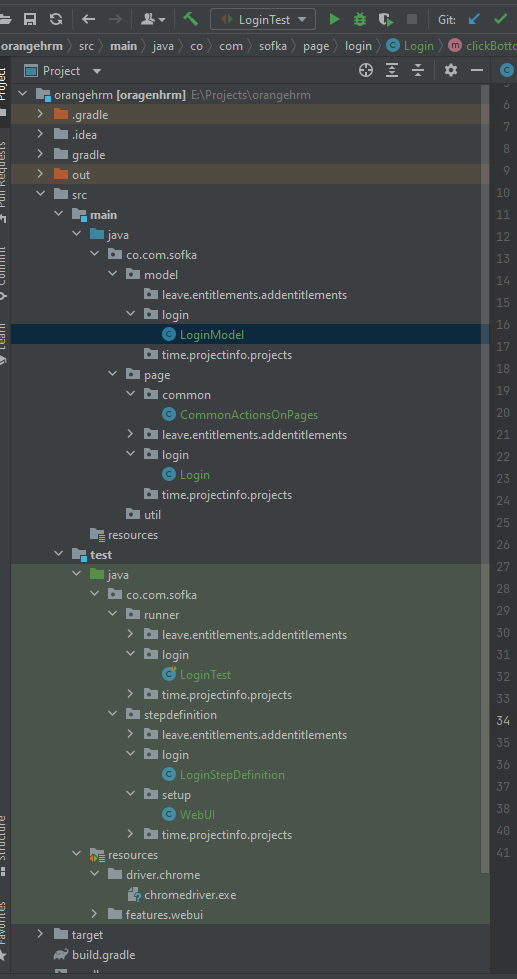 LoginTest
Git:
orangehrm
src
main
java
co
com
sofka
page
login
Login
clickBotto
Project
Project
orangehrm [oragenhrm] E:\Projects\orangehrm
.gradle
.idea
gradle
out
src
main
java
co.com.sofka
model
leave.entitlements.addentitlements
login
LoginModel
time.projectinfo.projects
page
common
CommonActionsOnPages
leave.entitlements.addentitlements
login
Login
time.projectinfo.projects
util
resources
test
java
co.com.sofka
runner
leave.entitlements.addentitlements
login
LoginTest
time.projectinfo.projects
stepdefinition
leave.entitlements.addentitlements
login
LoginStepDefinition
setup
WebUI
time.projectinfo.projects
resources
driver.chrome
chromedriver.exe
features.webui
target
build.gradle
Pull Requests
Commit
Learn
Structure
Favorites
6
7
8
9
10
11
12
13
14
15
16
17
18
19
20
21
22
23
24
25
26
27
28
29
30
31
32
33
34
35
36
37
38
40
41